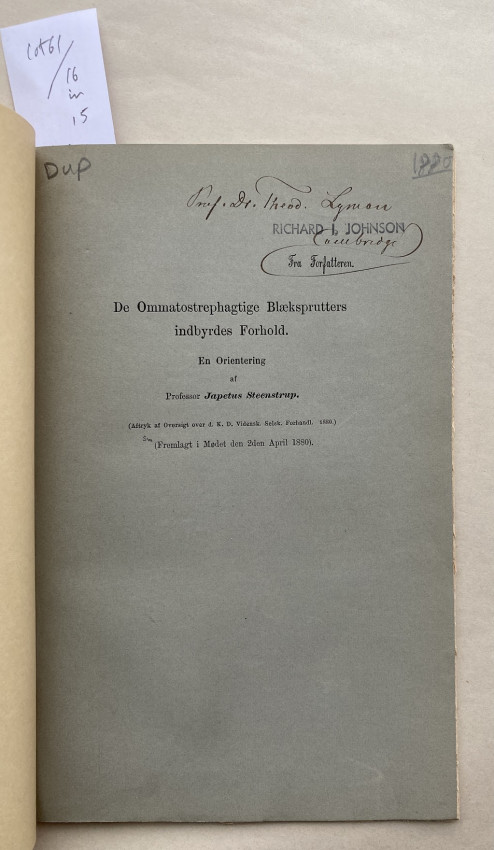 lot 61
/ 16
in
15
Dup
1880
Prof. Dr. Theod. Lyman
RICHARD I. JOHNSON
Cambridge
Fra Forfatteren.
De Ommatostrephagtige Blæksprutters
indbyrdes Forhold.
En Orientering
af
Professor Japetus Steenstrup.
(Aftryk af Oversigt over d. K. D. Vidensk. Selsk. Forhandl. 1880.)
(Fremlagt i Mødet den 2den April 1880).